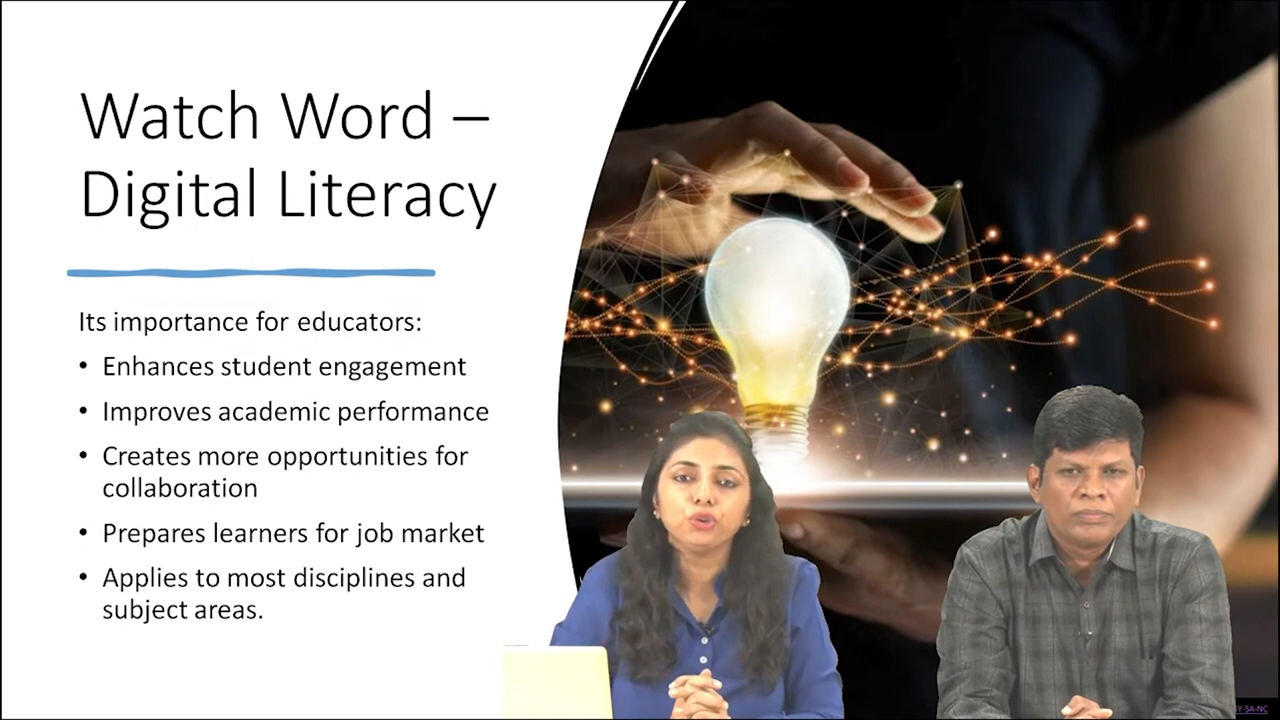 Watch Word –
Digital Literacy
Its importance for educators:
• Enhances student engagement
• Improves academic performance
• Creates more opportunities for
collaboration
• Prepares learners for job market
• Applies to most disciplines and
subject areas.